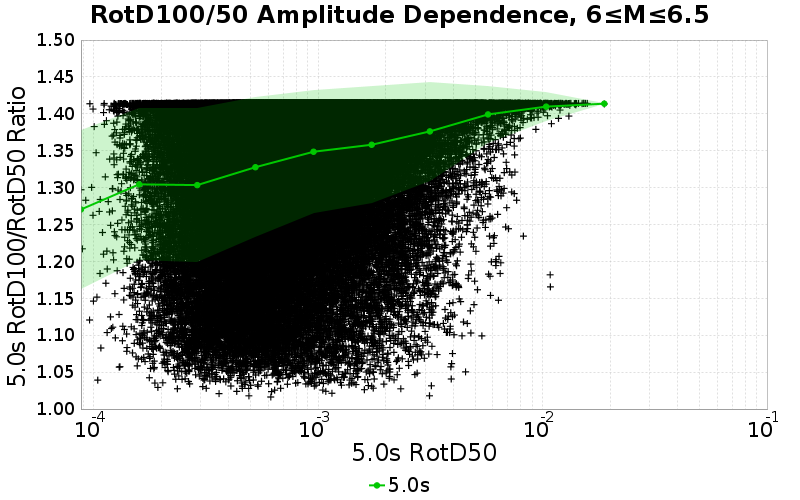 RotD100/50 Amplitude Dependence, 6≤M≤6.5
5.0s RotD100/RotD50 Ratio
1.50
1.45
1.40
1.35
1.30
1.25
1.20
1.15
1.10
1.05
1.00
10-4 10-3 10-2 10-1
5.0s RotD50
5.0s